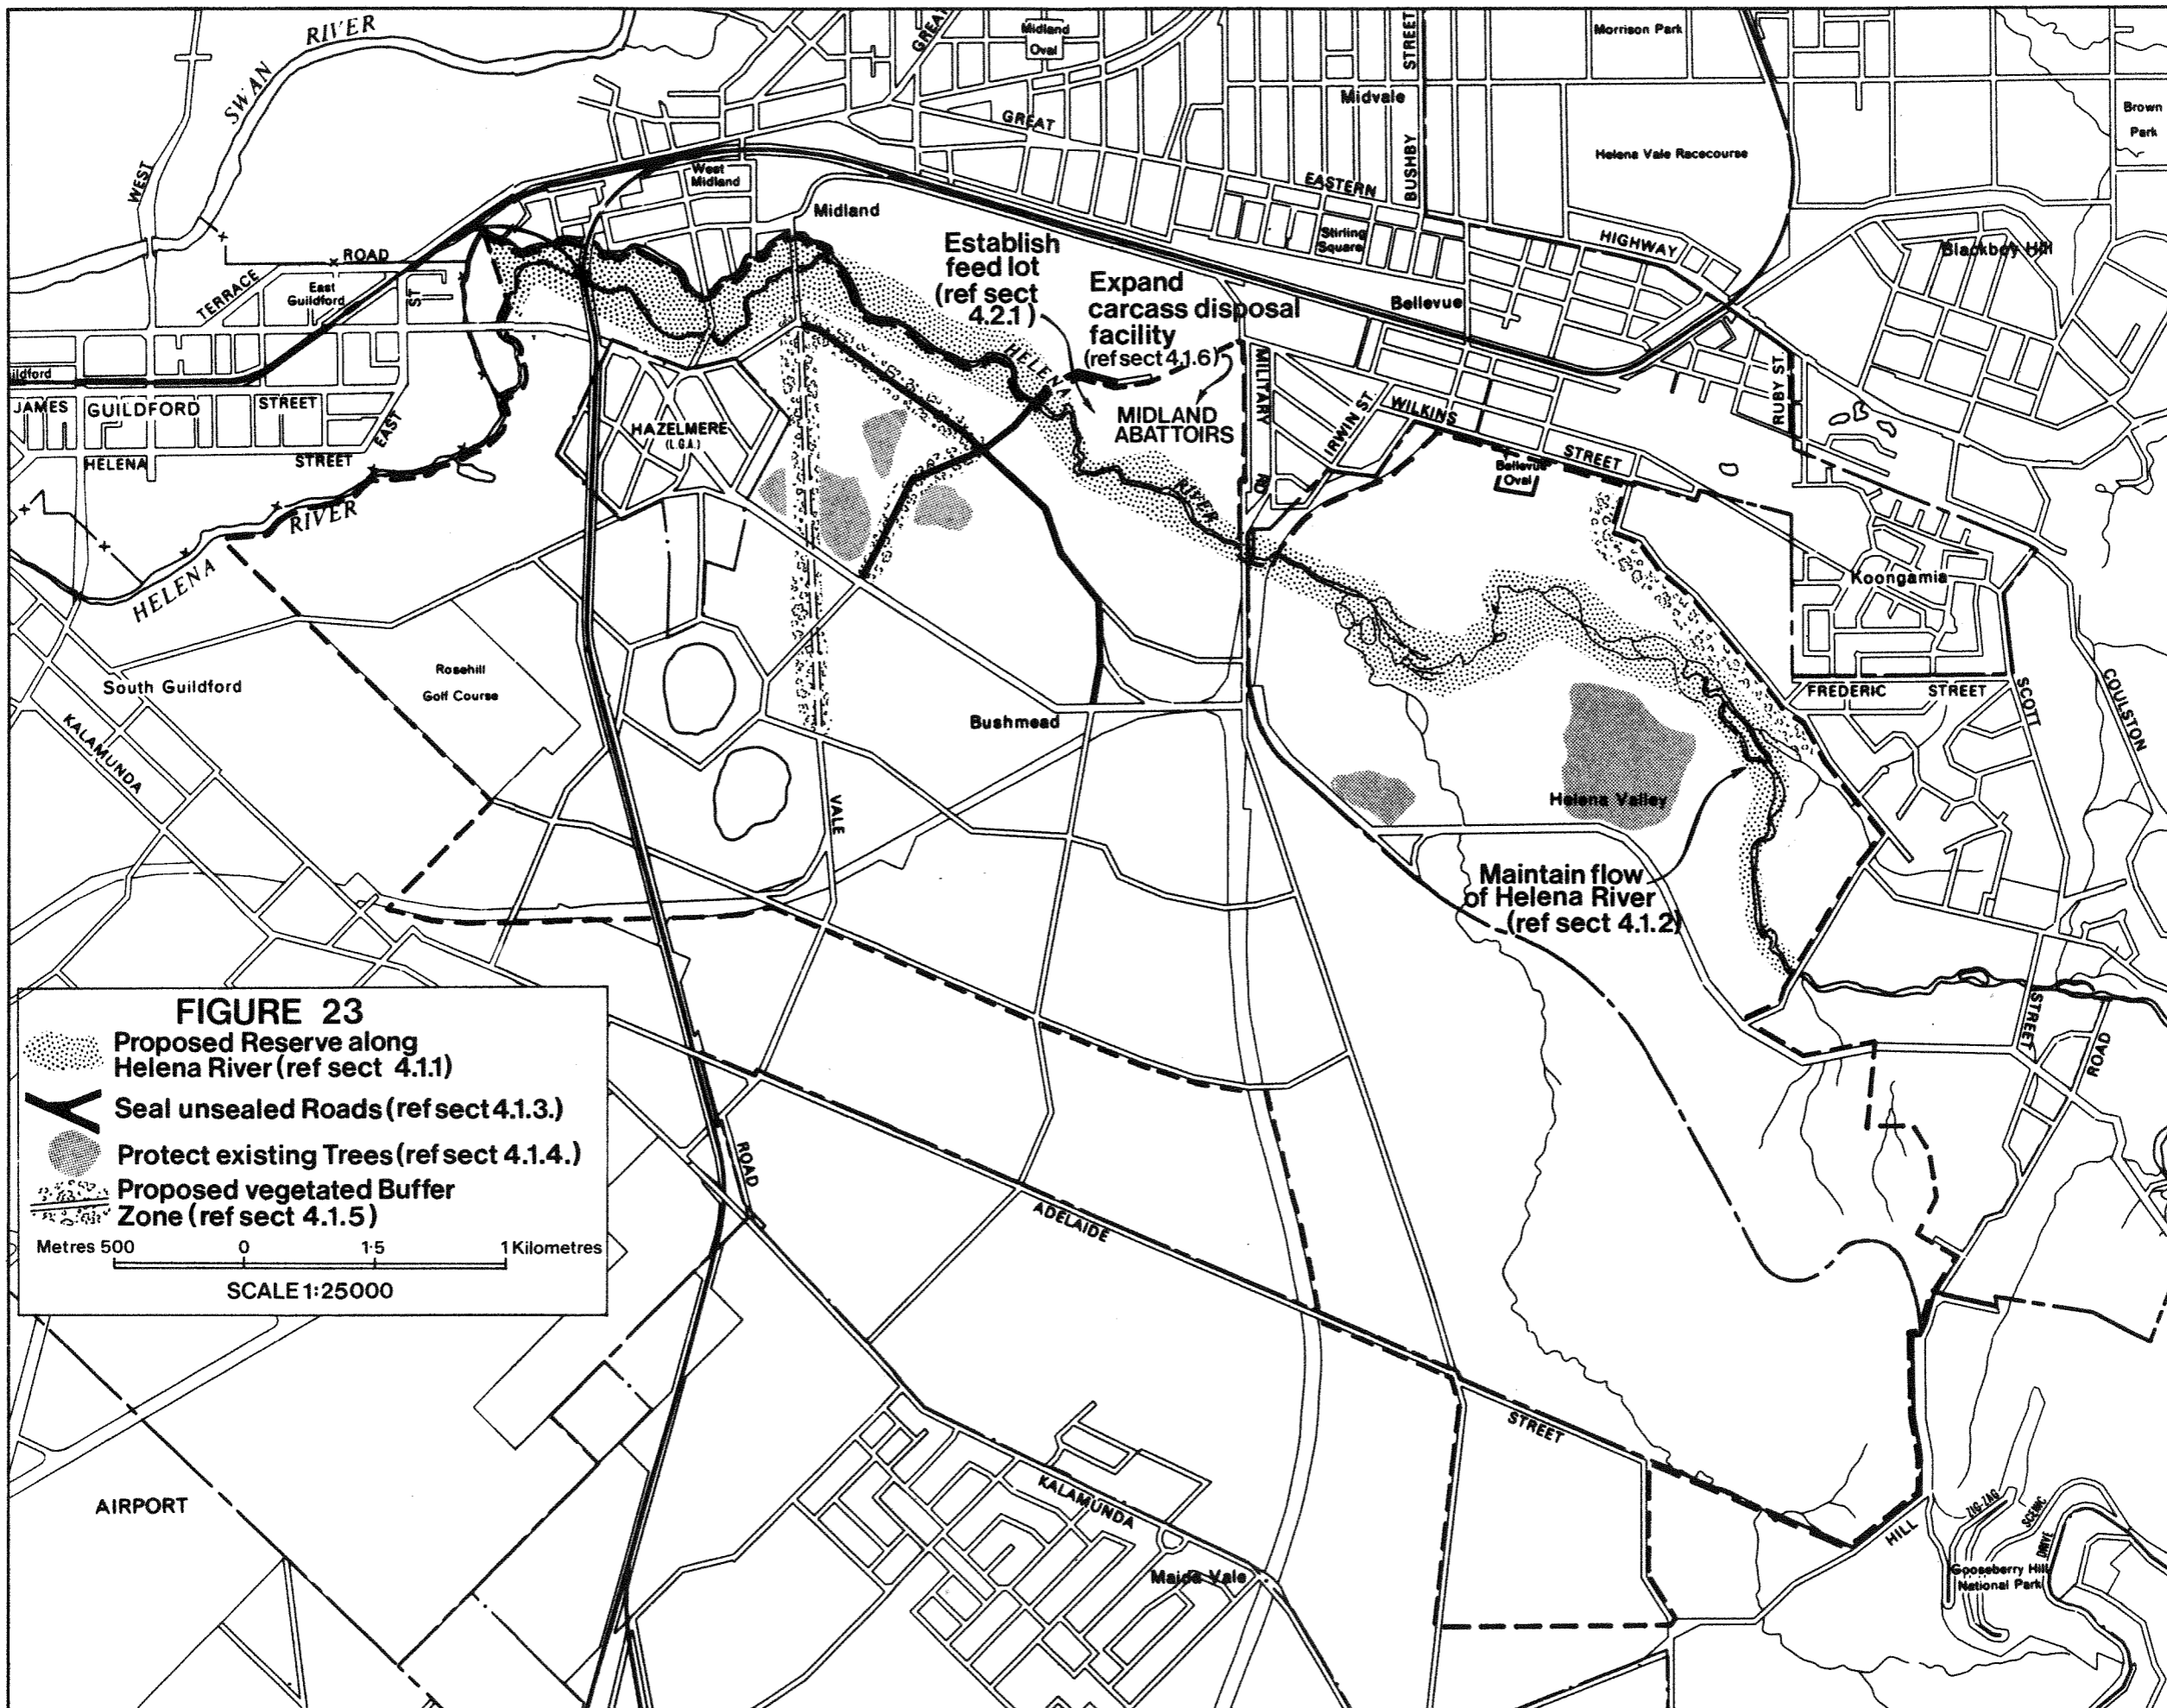 RIVER
SWAN
WEST
GREAT
Midland
Oval
STREET
Morrison Park
Midvale
Brown
Park
GREAT
BUSHBY
Helena Vale Racecourse
West
Midland
EASTERN
Midland
Stirling
Square
HIGHWAY
Blackboy Hill
ROAD
TERRACE
East
Guildford
ST
Establish
feed lot
(ref sect
4.2.1)
Expand
carcass disposal
facility
(ref sect 4.1.6)
Bellevue
HELENA
MILITARY
RD
RUBY ST
ildford
JAMES
GUILDFORD
STREET
EAST
HAZELMERE
(L.G.A.)
MIDLAND
ABATTOIRS
IRWIN ST
WILKINS
STREET
HELENA
STREET
Bellevue
Oval
RIVER
RIVER
HELENA
Koongamia
South Guildford
Rosehill
Golf Course
Bushmead
FREDERIC
STREET
SCOTT
COULSTON
KALAMUNDA
VALE
Helena Valley
Maintain flow
of Helena River
(ref sect 4.1.2)
STREET
ROAD
FIGURE 23
Proposed Reserve along
Helena River (ref sect 4.1.1)
Seal unsealed Roads (ref sect 4.1.3.)
Protect existing Trees (ref sect 4.1.4.)
Proposed vegetated Buffer
Zone (ref sect 4.1.5)
Metres 500 0 1·5 1 Kilometres
SCALE 1:25000
ROAD
ADELAIDE
STREET
AIRPORT
KALAMUNDA
Maida Vale
HILL
ZIG-ZAG
SCENIC
DRIVE
Gooseberry Hill
National Park